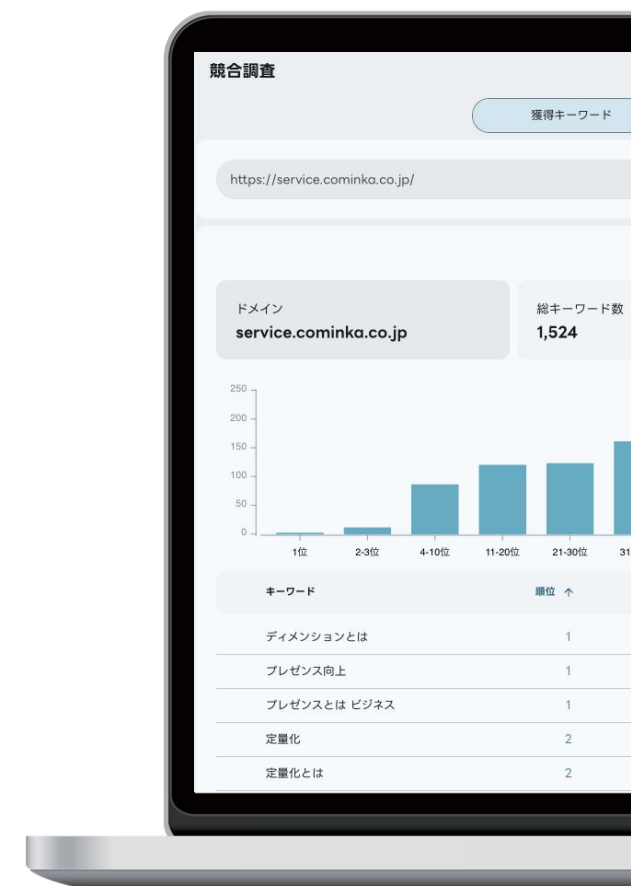 競合調査
獲得キーワード
https://service.cominka.co.jp/
ドメイン
service.cominka.co.jp
総キーワード数
1,524
250
200
150
100
50
0
1位 2-3位 4-10位 11-20位 21-30位 31
キーワード 順位 ↑
ディメンションとは 1
プレゼンス向上 1
プレゼンスとは ビジネス 1
定量化 2
定量化とは 2